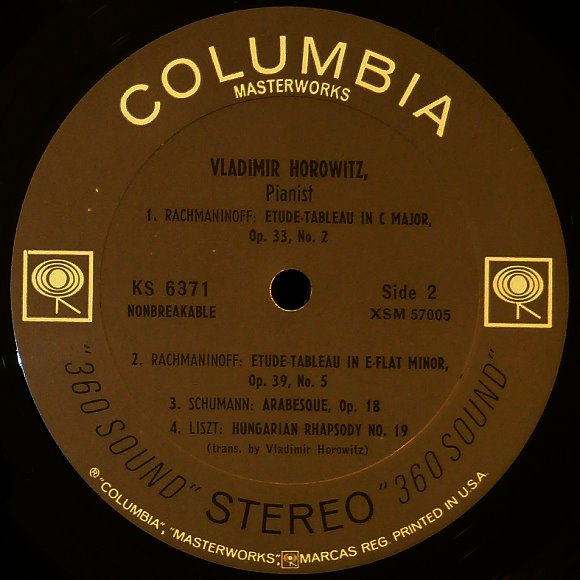 COLUMBIA
MASTERWORKS
VLADIMIR HOROWITZ,
Pianist
1. RACHMANINOFF: ETUDE-TABLEAU IN C MAJOR,
Op. 33, No. 2
KS 6371
NONBREAKABLE
Side 2
XSM 57005
2. RACHMANINOFF: ETUDE-TABLEAU IN E-FLAT MINOR,
Op. 39, No. 5
3. SCHUMANN: ARABESQUE, Op. 18
4. LISZT: HUNGARIAN RHAPSODY NO. 19
(trans. by Vladimir Horowitz)
"360 SOUND" STEREO "360 SOUND"
® "COLUMBIA", "MASTERWORKS", MARCAS REG. PRINTED IN U.S.A.